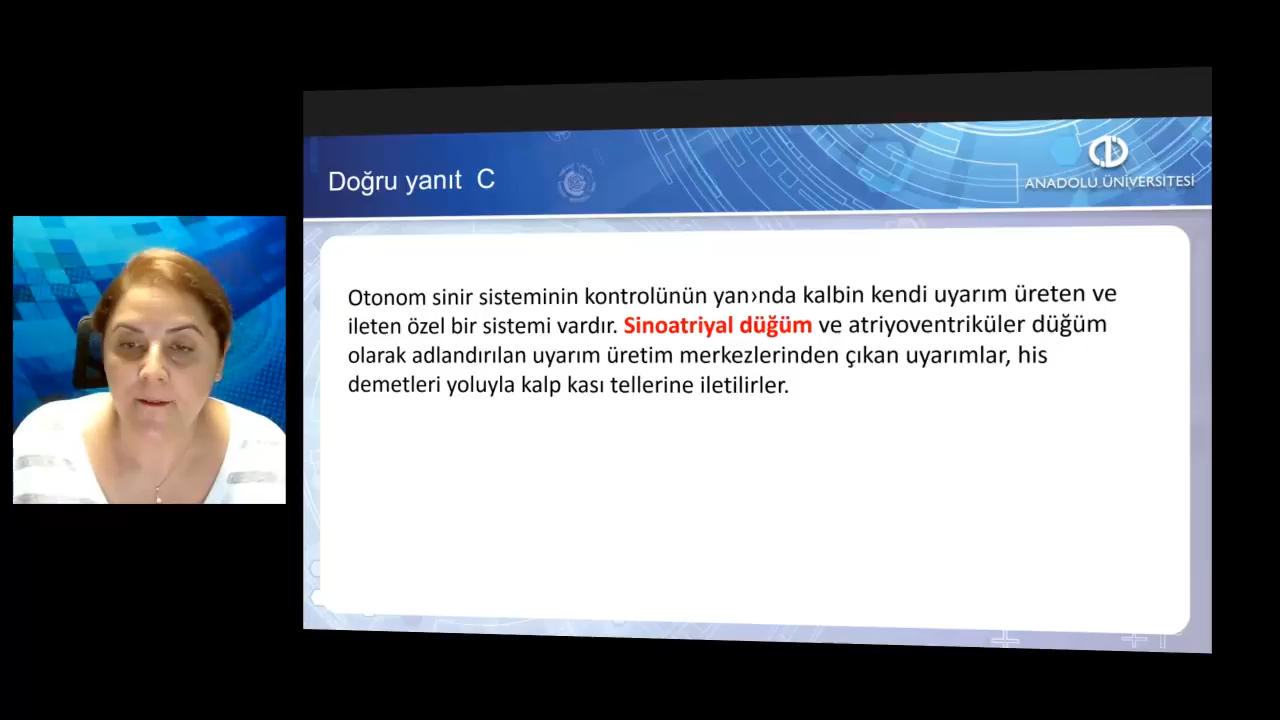 Doğru yanıt C
ANADOLU ÜNİVERSİTESİ
Otonom sinir sisteminin kontrolünün yan›nda kalbin kendi uyarım üreten ve
ileten özel bir sistemi vardır. Sinoatriyal düğüm ve atriyoventriküler düğüm
olarak adlandırılan uyarım üretim merkezlerinden çıkan uyarımlar, his
demetleri yoluyla kalp kası tellerine iletilirler.